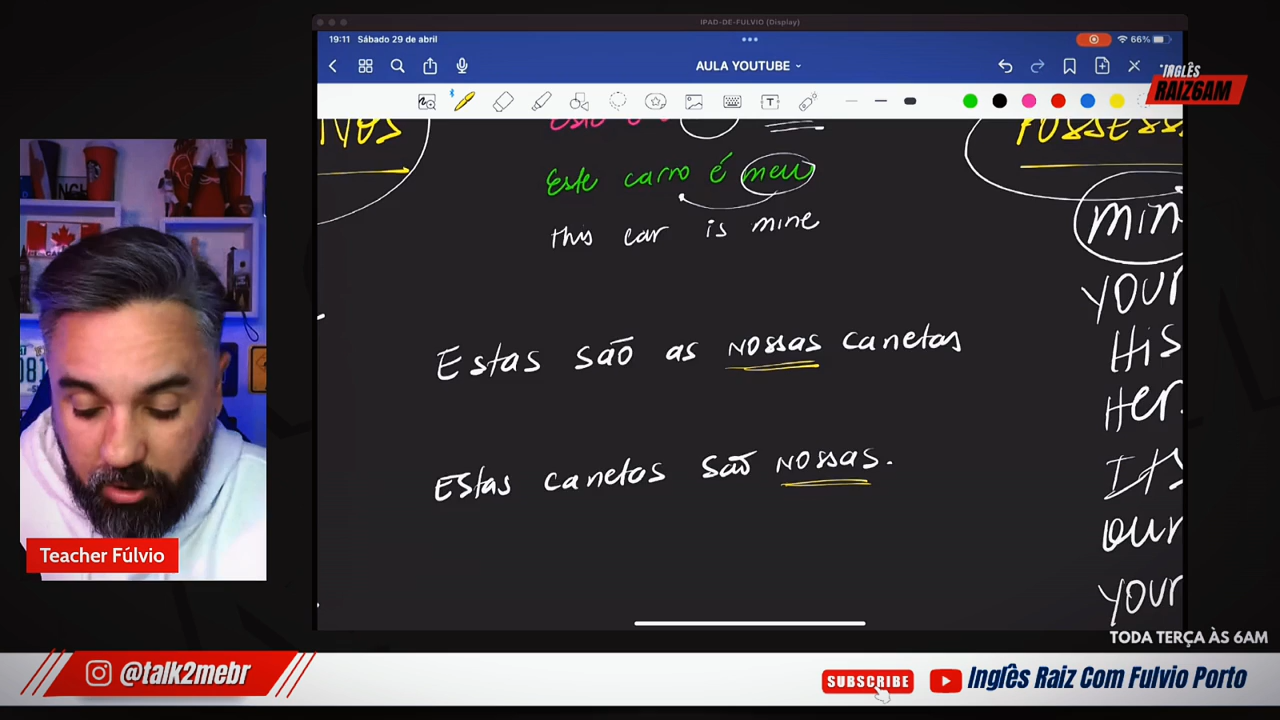 IPAD-DE-FULVIO (Display)
19:11 Sábado 29 de abril
66%
AULA YOUTUBE
INGLÊS
RAIZ6AM
Este carro é meu
this car is mine
Estas são as nossas canetas
Estas canetas são nossas.
min
your
His
Her
Its
our
your
Teacher Fúlvio
TODA TERÇA ÀS 6AM
@talk2mebr
SUBSCRIBE
Inglês Raiz Com Fulvio Porto